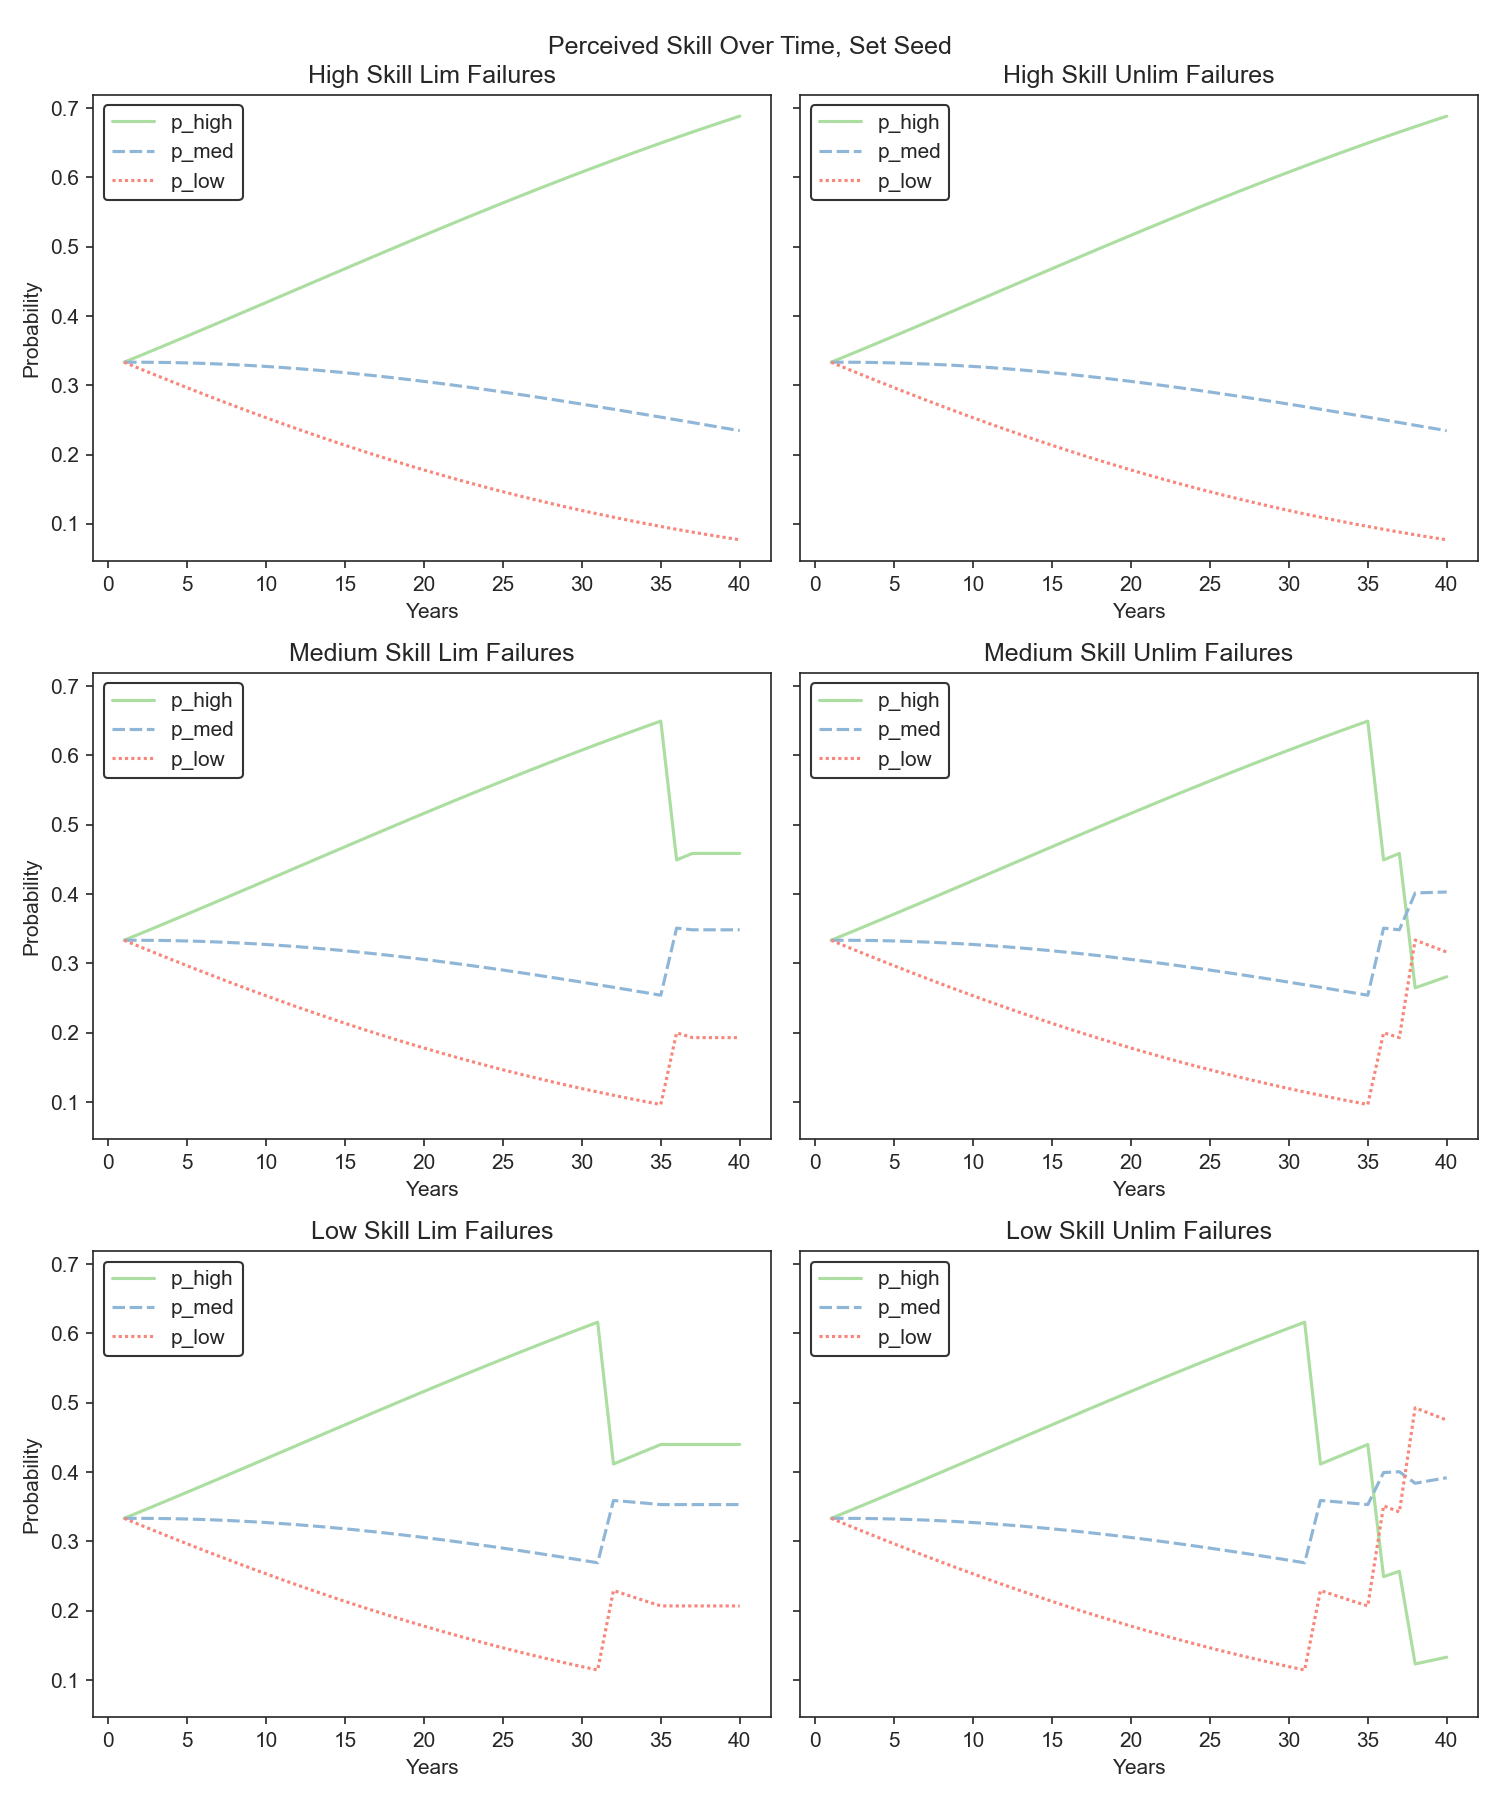 Perceived Skill Over Time, Set Seed
High Skill Lim Failures
0.7
0.6
0.5
0.4
0.3
0.2
0.1
Probability
p_high
p_med
p_low
0 5 10 15 20 25 30 35 40
Years
High Skill Unlim Failures
p_high
p_med
p_low
0 5 10 15 20 25 30 35 40
Years
Medium Skill Lim Failures
0.7
0.6
0.5
0.4
0.3
0.2
0.1
Probability
p_high
p_med
p_low
0 5 10 15 20 25 30 35 40
Years
Medium Skill Unlim Failures
p_high
p_med
p_low
0 5 10 15 20 25 30 35 40
Years
Low Skill Lim Failures
0.7
0.6
0.5
0.4
0.3
0.2
0.1
Probability
p_high
p_med
p_low
0 5 10 15 20 25 30 35 40
Years
Low Skill Unlim Failures
p_high
p_med
p_low
0 5 10 15 20 25 30 35 40
Years